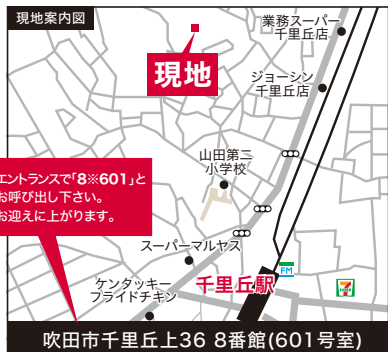 現地案内図
業務スーパー
千里丘店
現地
ジョーシン
千里丘店
山田第二
小学校
エントランスで「8※601」と
お呼び出し下さい。
お迎えに上がります。
スーパーマルヤス
千里丘駅
FM
ケンタッキー
フライドチキン
吹田市千里丘上36 8番館(601号室)